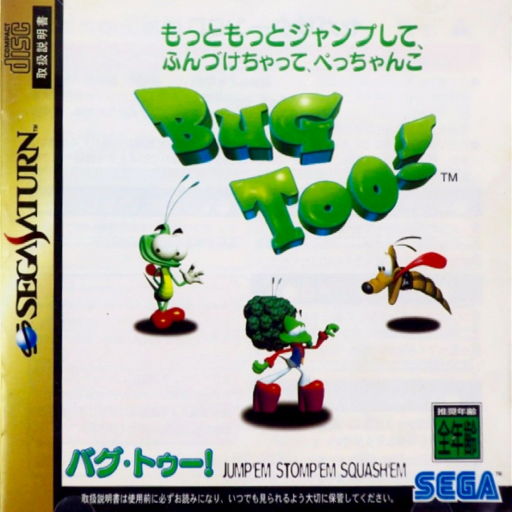 COMPACT
disc
取扱説明書
SEGA SATURN™
もっともっとジャンプして、
ふんづけちゃって、ぺっちゃんこ
BUG
TOO!™
推奨年齢
全年齢
バグ・トゥー!
JUMP'EM STOMP'EM SQUASH'EM
SEGA™
取扱説明書は使用前に必ずお読みになり、いつでも見られるよう大切に保管してください。